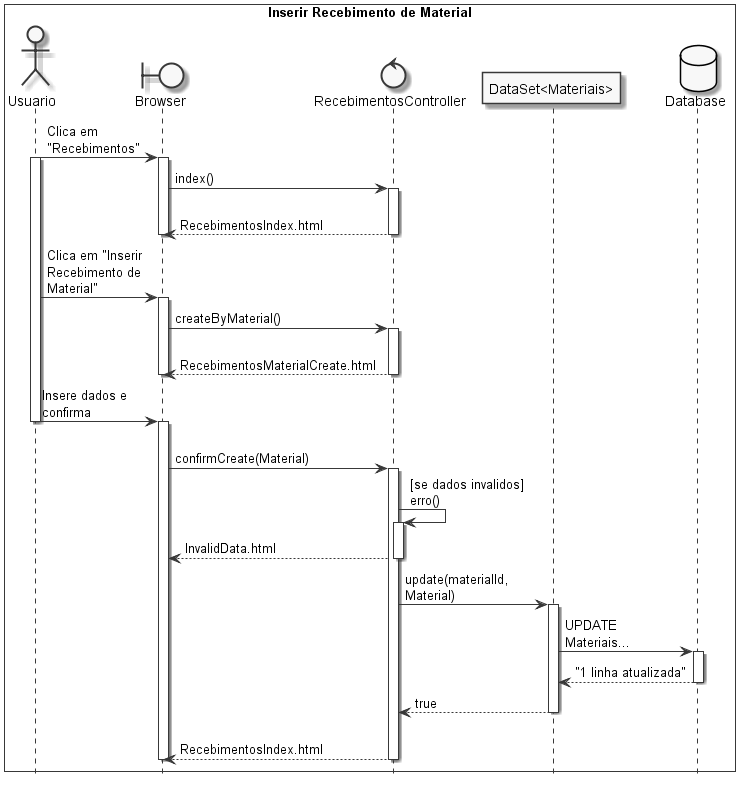 Inserir Recebimento de Material
Usuario
Browser
RecebimentosController
DataSet<Materiais>
Database
Clica em
"Recebimentos"
index()
RecebimentosIndex.html
Clica em "Inserir
Recebimento de
Material"
createByMaterial()
RecebimentosMaterialCreate.html
Insere dados e
confirma
confirmCreate(Material)
[se dados invalidos]
erro()
InvalidData.html
update(materialId,
Material)
UPDATE
Materiais...
"1 linha atualizada"
true
RecebimentosIndex.html